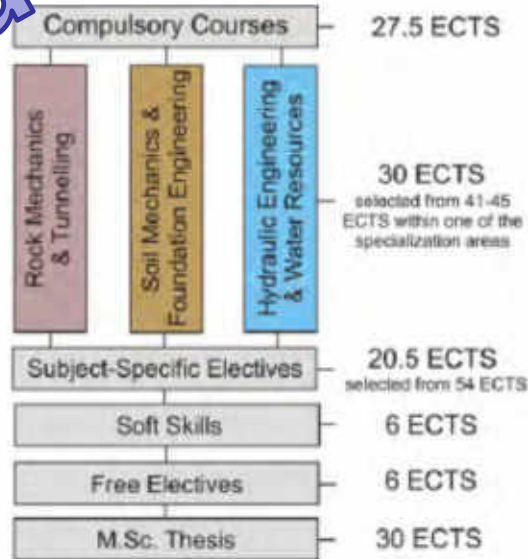 Compulsory Courses
27.5 ECTS
Rock Mechanics
& Tunnelling
Soil Mechanics &
Foundation Engineering
Hydraulic Engineering
& Water Resources
30 ECTS
selected from 41-45
ECTS within one of the
specialization areas
Subject-Specific Electives
20.5 ECTS
selected from 54 ECTS
Soft Skills
6 ECTS
Free Electives
6 ECTS
M.Sc. Thesis
30 ECTS